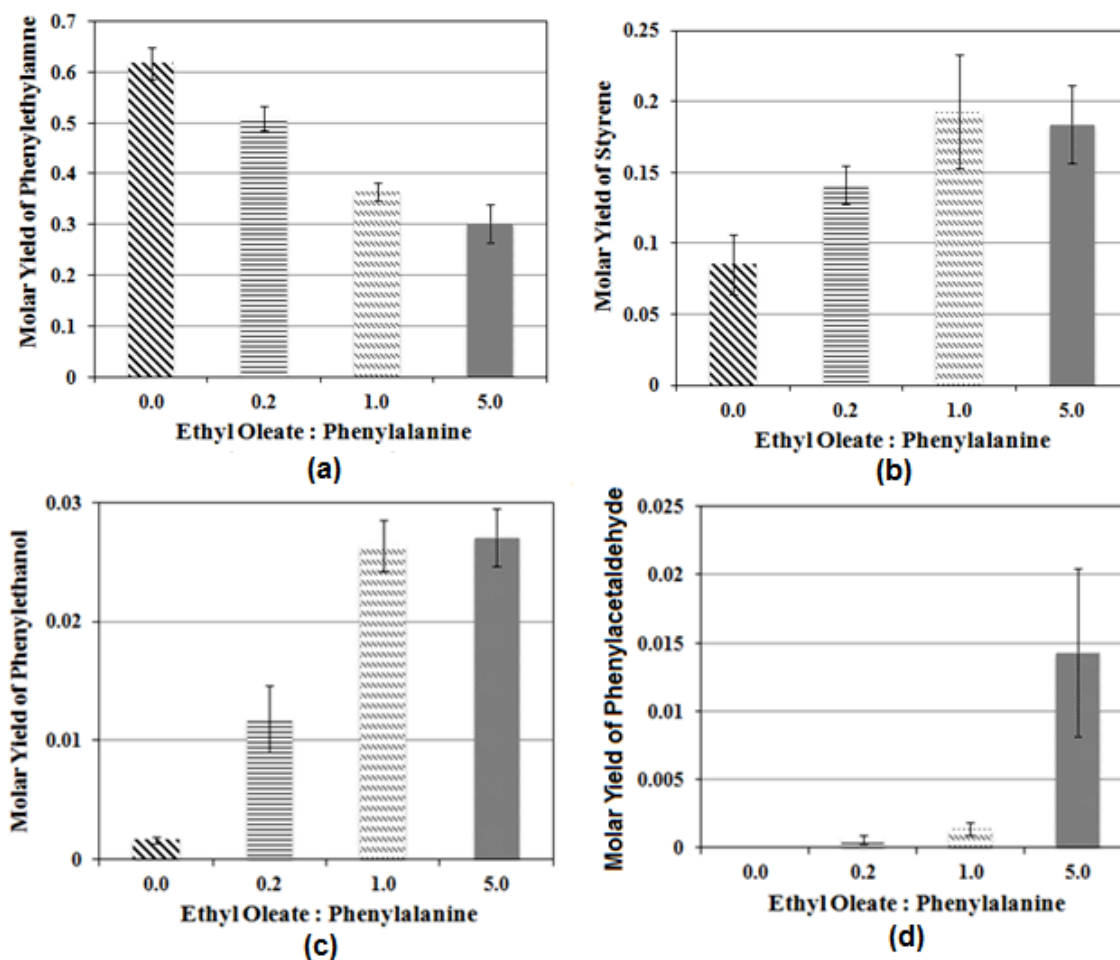 Molar Yield of Phenylethylamne
0.7
0.6
0.5
0.4
0.3
0.2
0.1
0
0.0 0.2 1.0 5.0
Ethyl Oleate : Phenylalanine
(a)
Molar Yield of Styrene
0.25
0.2
0.15
0.1
0.05
0
0.0 0.2 1.0 5.0
Ethyl Oleate : Phenylalanine
(b)
Molar Yield of Phenylethanol
0.03
0.02
0.01
0
0.0 0.2 1.0 5.0
Ethyl Oleate : Phenylalanine
(c)
Molar Yield of Phenylacetaldehyde
0.025
0.02
0.015
0.01
0.005
0
0.0 0.2 1.0 5.0
Ethyl Oleate : Phenylalanine
(d)